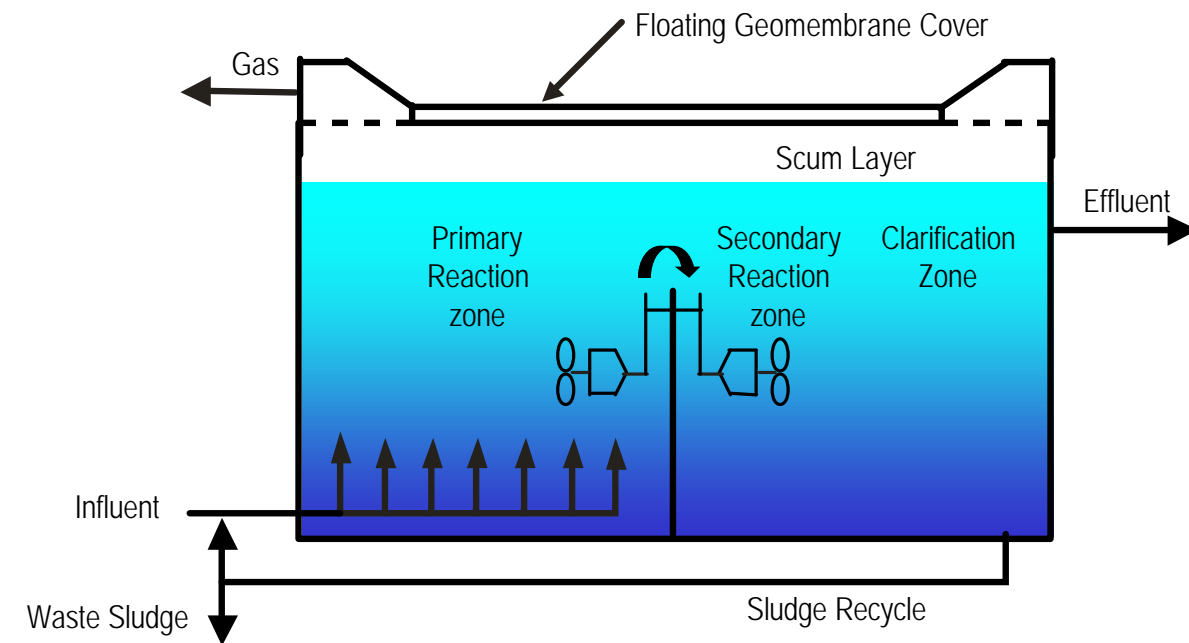 Floating Geomembrane Cover
Gas
Scum Layer
Effluent
Primary
Reaction
zone
Secondary
Reaction
zone
Clarification
Zone
Influent
Waste Sludge
Sludge Recycle